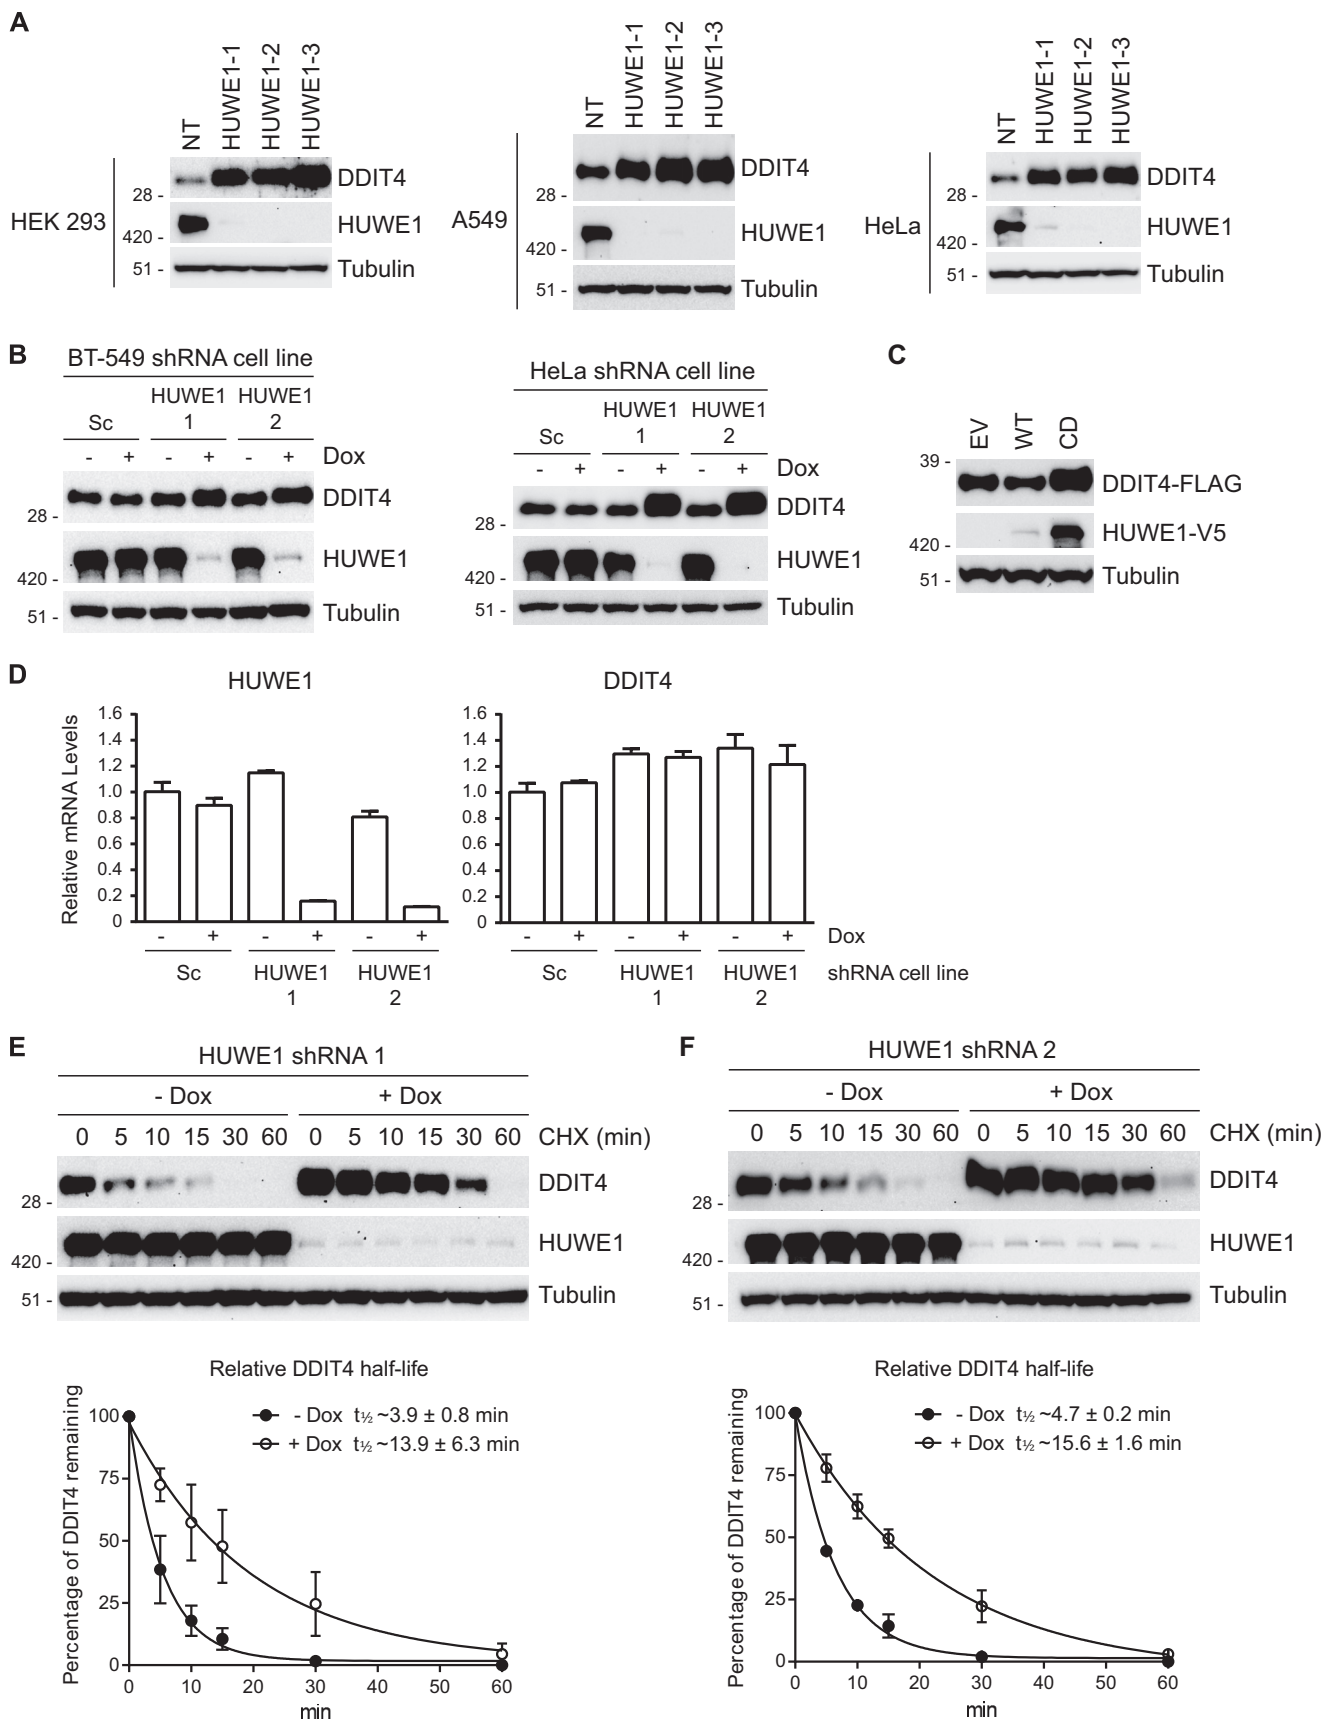 A
NT HUWE1-1 HUWE1-2 HUWE1-3
NT HUWE1-1 HUWE1-2 HUWE1-3
NT HUWE1-1 HUWE1-2 HUWE1-3
HEK 293
28 - DDIT4
420 - HUWE1
51 - Tubulin
A549
28 - DDIT4
420 - HUWE1
51 - Tubulin
HeLa
28 - DDIT4
420 - HUWE1
51 - Tubulin
B
BT-549 shRNA cell line
HUWE1 HUWE1
Sc 1 2
- + - + - + Dox
28 - DDIT4
420 - HUWE1
51 - Tubulin
HeLa shRNA cell line
HUWE1 HUWE1
Sc 1 2
- + - + - + Dox
28 - DDIT4
420 - HUWE1
51 - Tubulin
C
EV WT CD
39 -
DDIT4-FLAG
420 - HUWE1-V5
51 - Tubulin
D
HUWE1
Relative mRNA Levels
1.6
1.4
1.2
1.0
0.8
0.6
0.4
0.2
0
- + - + - +
Sc HUWE1 HUWE1
1 2
DDIT4
1.6
1.4
1.2
1.0
0.8
0.6
0.4
0.2
0
- + - + - + Dox
Sc HUWE1 HUWE1 shRNA cell line
1 2
E
HUWE1 shRNA 1
- Dox + Dox
0 5 10 15 30 60 0 5 10 15 30 60 CHX (min)
28 - DDIT4
420 - HUWE1
51 - Tubulin
Relative DDIT4 half-life
- Dox t½ ~3.9 ± 0.8 min
+ Dox t½ ~13.9 ± 6.3 min
Percentage of DDIT4 remaining
100
75
50
25
0
0 10 20 30 40 50 60
min
F
HUWE1 shRNA 2
- Dox + Dox
0 5 10 15 30 60 0 5 10 15 30 60 CHX (min)
28 - DDIT4
420 - HUWE1
51 - Tubulin
Relative DDIT4 half-life
- Dox t½ ~4.7 ± 0.2 min
+ Dox t½ ~15.6 ± 1.6 min
Percentage of DDIT4 remaining
100
75
50
25
0
0 10 20 30 40 50 60
min